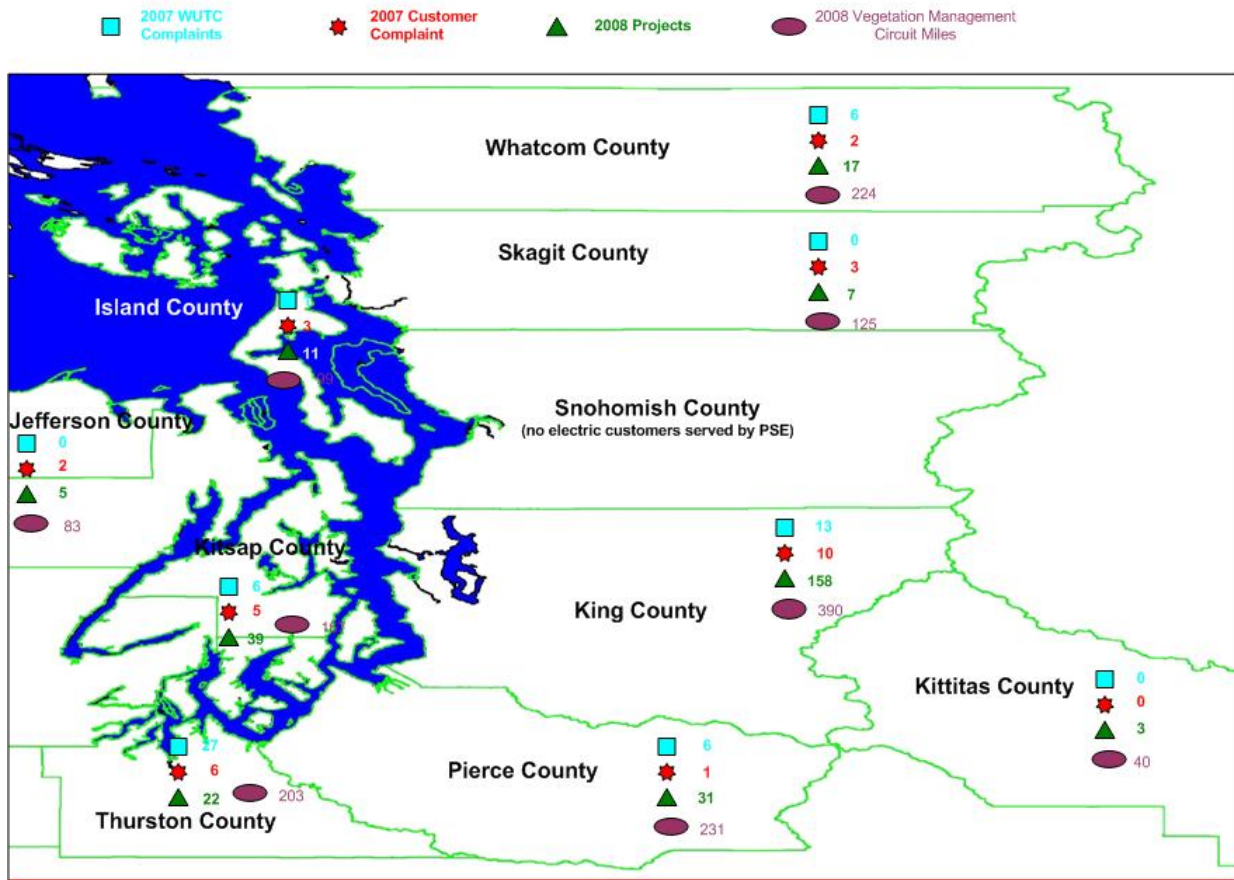 2007 WUTC
Complaints
2007 Customer
Complaint
2008 Projects
2008 Vegetation Management
Circuit Miles
Whatcom County
6
2
17
224
Skagit County
0
3
7
125
Island County
3
11
Snohomish County
(no electric customers served by PSE)
Jefferson County
0
2
5
83
Kitsap County
6
5
39
King County
13
10
158
390
Kittitas County
0
0
3
40
Thurston County
27
6
22
203
Pierce County
6
1
31
231